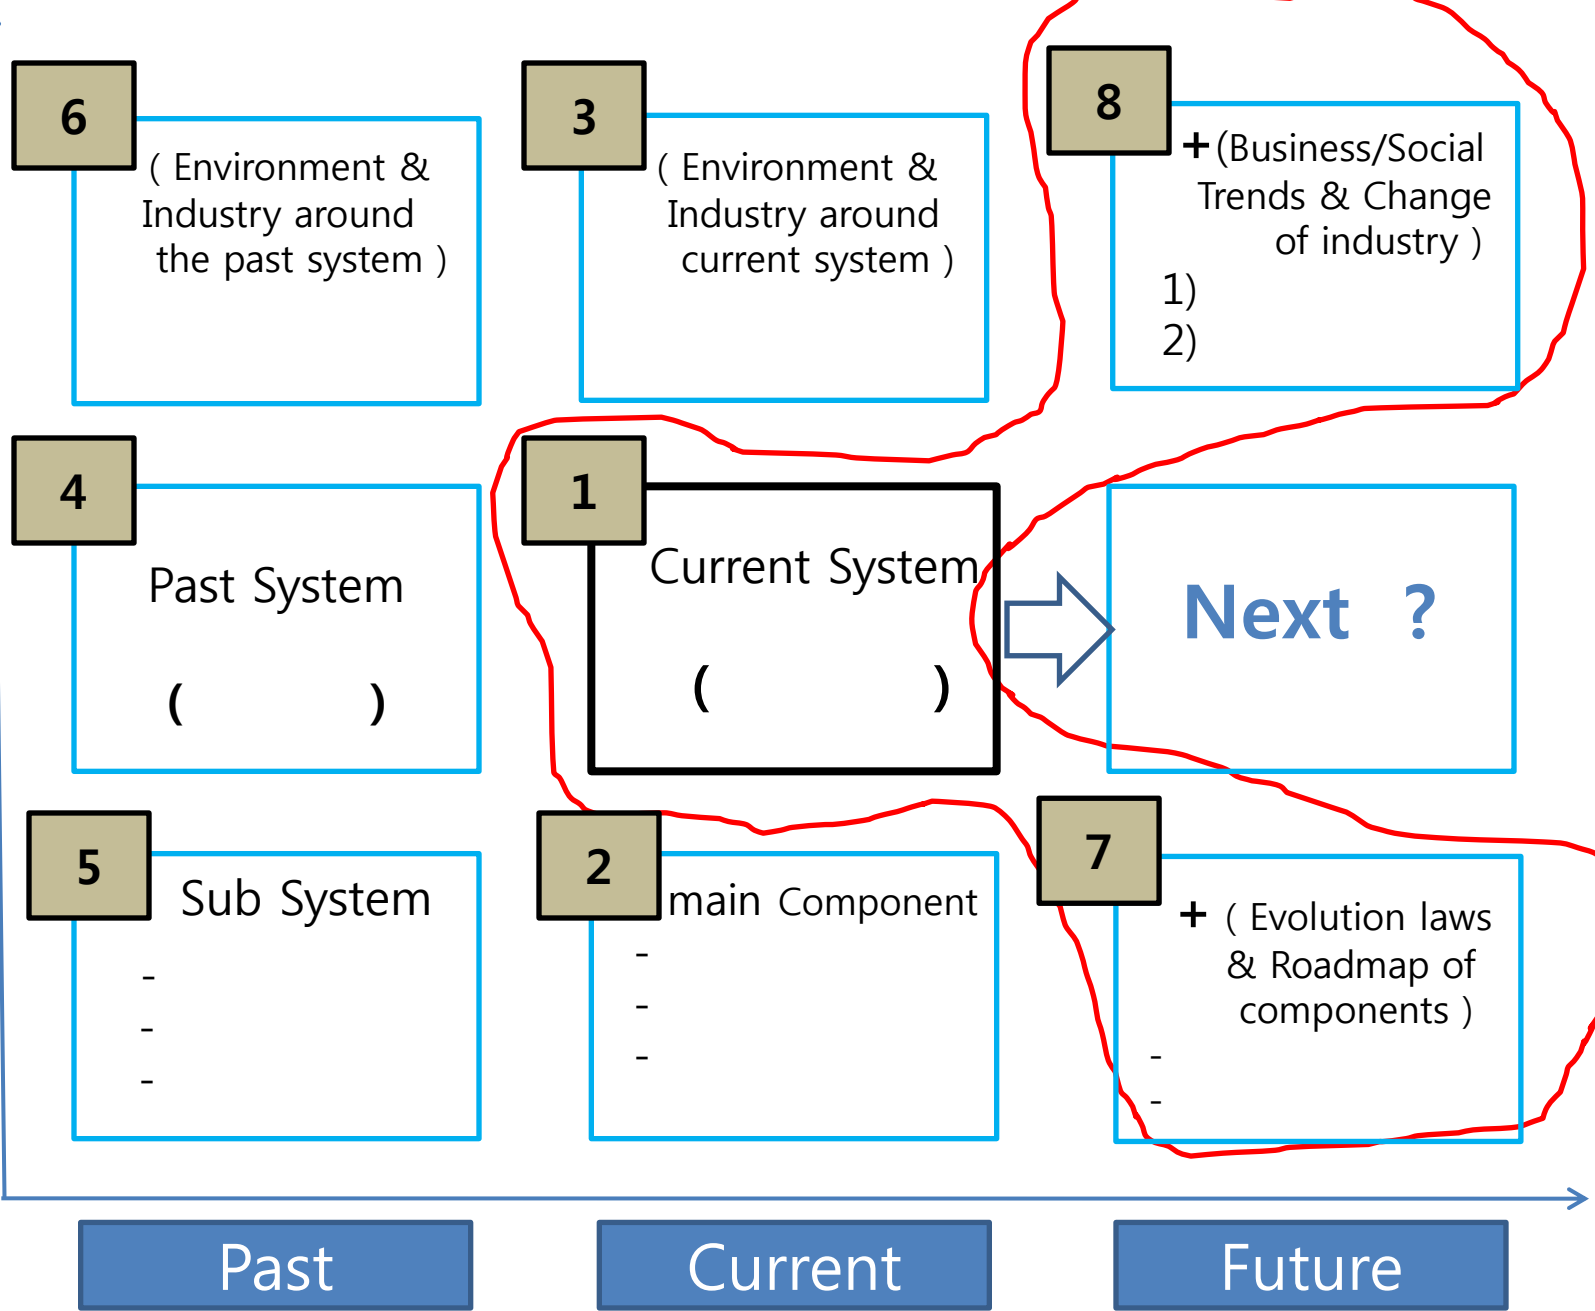 6
( Environment &
Industry around
the past system )
3
( Environment &
Industry around
current system )
8
+(Business/Social
Trends & Change
of industry )
1)
2)
4
Past System
( )
1
Current System
( )
Next ?
5
Sub System
-
-
-
2
main Component
-
-
-
7
+ ( Evolution laws
& Roadmap of
components )
-
-
Past
Current
Future